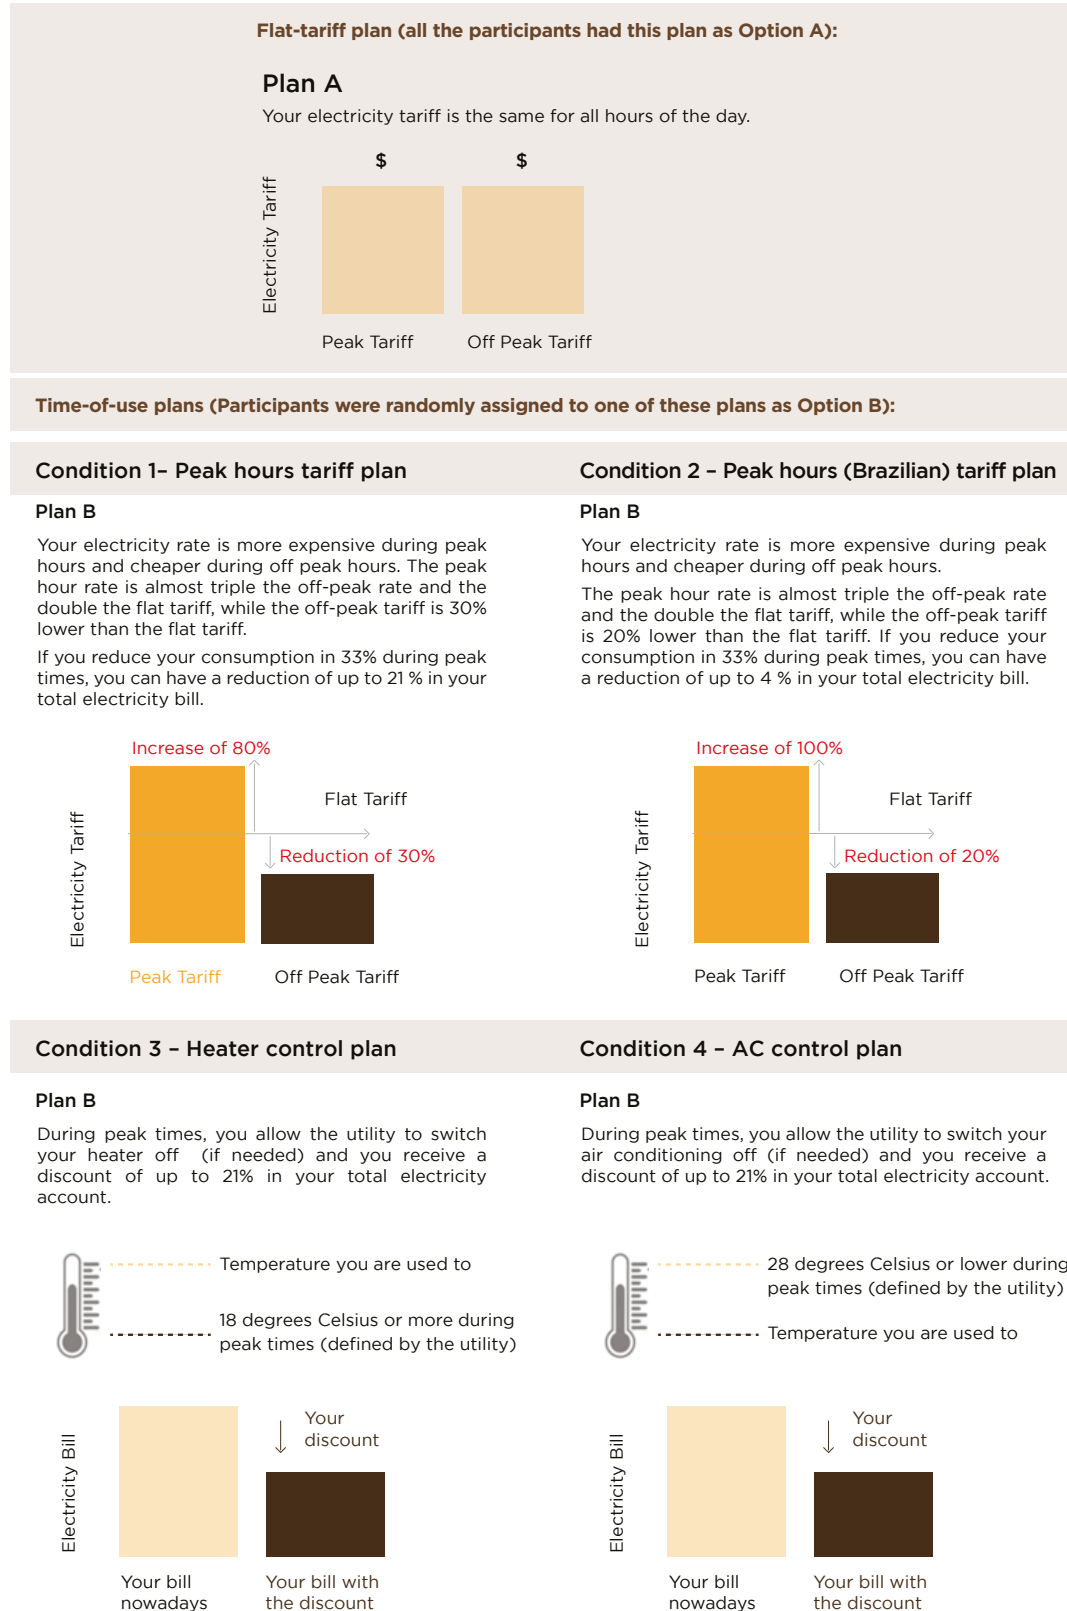 Flat-tariff plan (all the participants had this plan as Option A):
Plan A
Your electricity tariff is the same for all hours of the day.
$
$
Electricity Tariff
Peak Tariff
Off Peak Tariff
Time-of-use plans (Participants were randomly assigned to one of these plans as Option B):
Condition 1– Peak hours tariff plan
Plan B
Your electricity rate is more expensive during peak
hours and cheaper during off peak hours. The peak
hour rate is almost triple the off-peak rate and the
double the flat tariff, while the off-peak tariff is 30%
lower than the flat tariff.
If you reduce your consumption in 33% during peak
times, you can have a reduction of up to 21 % in your
total electricity bill.
Increase of 80%
Flat Tariff
Reduction of 30%
Electricity Tariff
Peak Tariff
Off Peak Tariff
Condition 2 – Peak hours (Brazilian) tariff plan
Plan B
Your electricity rate is more expensive during peak
hours and cheaper during off peak hours.
The peak hour rate is almost triple the off-peak rate
and the double the flat tariff, while the off-peak tariff
is 20% lower than the flat tariff. If you reduce your
consumption in 33% during peak times, you can have
a reduction of up to 4 % in your total electricity bill.
Increase of 100%
Flat Tariff
Reduction of 20%
Electricity Tariff
Peak Tariff
Off Peak Tariff
Condition 3 – Heater control plan
Plan B
During peak times, you allow the utility to switch
your heater off (if needed) and you receive a
discount of up to 21% in your total electricity
account.
Temperature you are used to
18 degrees Celsius or more during
peak times (defined by the utility)
Your
discount
Electricity Bill
Your bill
nowadays
Your bill with
the discount
Condition 4 – AC control plan
Plan B
During peak times, you allow the utility to switch your
air conditioning off (if needed) and you receive a
discount of up to 21% in your total electricity account.
28 degrees Celsius or lower during
peak times (defined by the utility)
Temperature you are used to
Your
discount
Electricity Bill
Your bill
nowadays
Your bill with
the discount